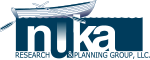 nuka
RESEARCH & PLANNING GROUP, LLC.